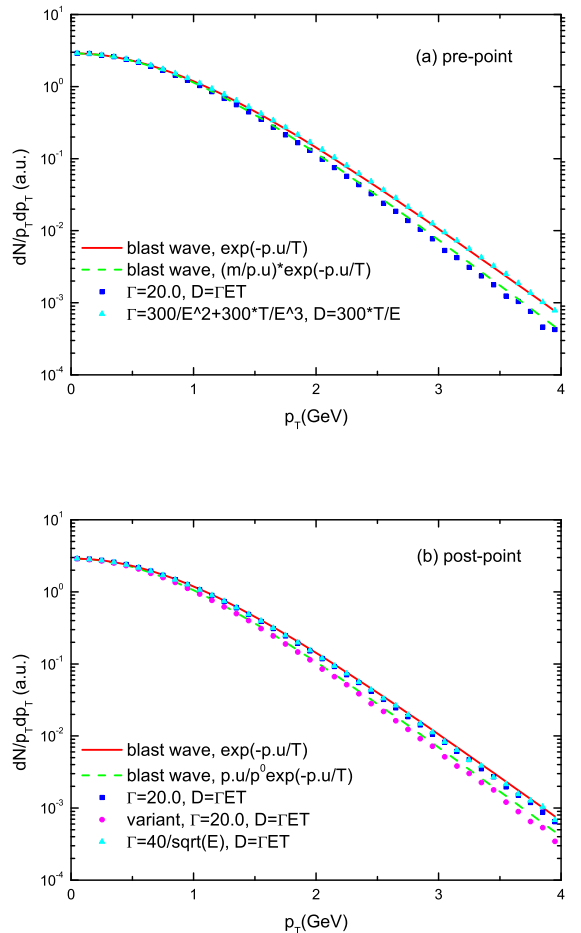 10^1
(a) pre-point
10^0
10^-1
dN/p_Tdp_T (a.u.)
10^-2
blast wave, exp(-p.u/T)
blast wave, (m/p.u)*exp(-p.u/T)
10^-3
Γ=20.0, D=ΓET
Γ=300/E^2+300*T/E^3, D=300*T/E
10^-4
0 1 2 3 4
p_T(GeV)
10^1
(b) post-point
10^0
10^-1
dN/p_Tdp_T (a.u.)
10^-2
blast wave, exp(-p.u/T)
blast wave, p.u/p^0exp(-p.u/T)
10^-3
Γ=20.0, D=ΓET
variant, Γ=20.0, D=ΓET
Γ=40/sqrt(E), D=ΓET
10^-4
0 1 2 3 4
p_T(GeV)